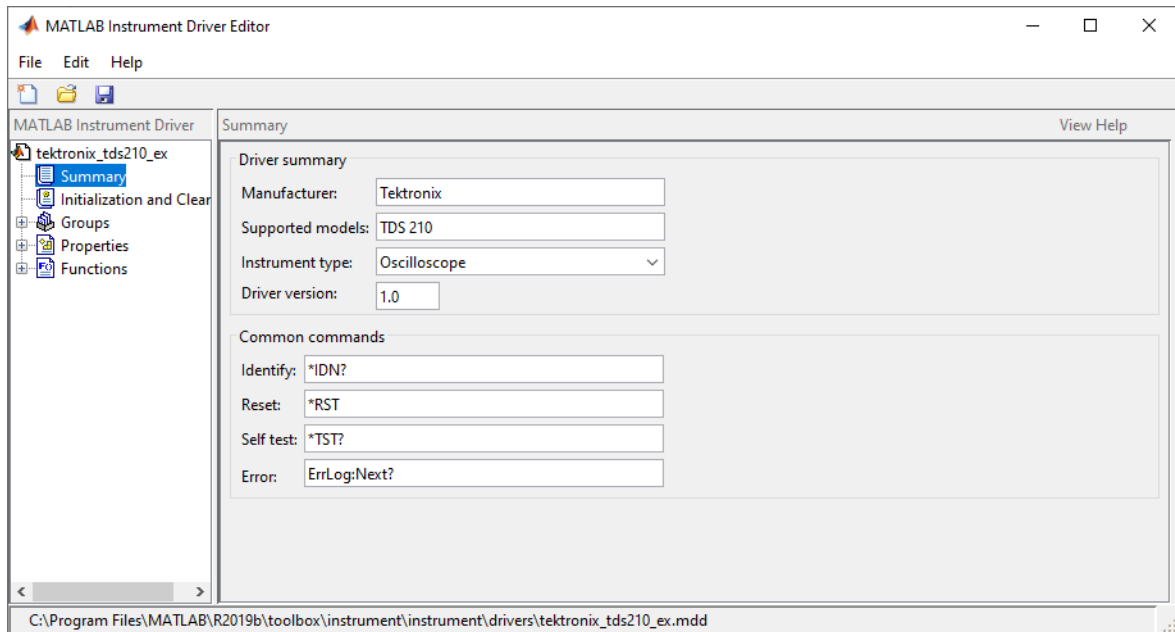 MATLAB Instrument Driver Editor
File Edit Help
MATLAB Instrument Driver
Summary View Help
tektronix_tds210_ex
Summary
Initialization and Clear
Groups
Properties
Functions
Driver summary
Manufacturer: Tektronix
Supported models: TDS 210
Instrument type: Oscilloscope
Driver version: 1.0
Common commands
Identify: *IDN?
Reset: *RST
Self test: *TST?
Error: ErrLog:Next?
C:\Program Files\MATLAB\R2019b\toolbox\instrument\instrument\drivers\tektronix_tds210_ex.mdd